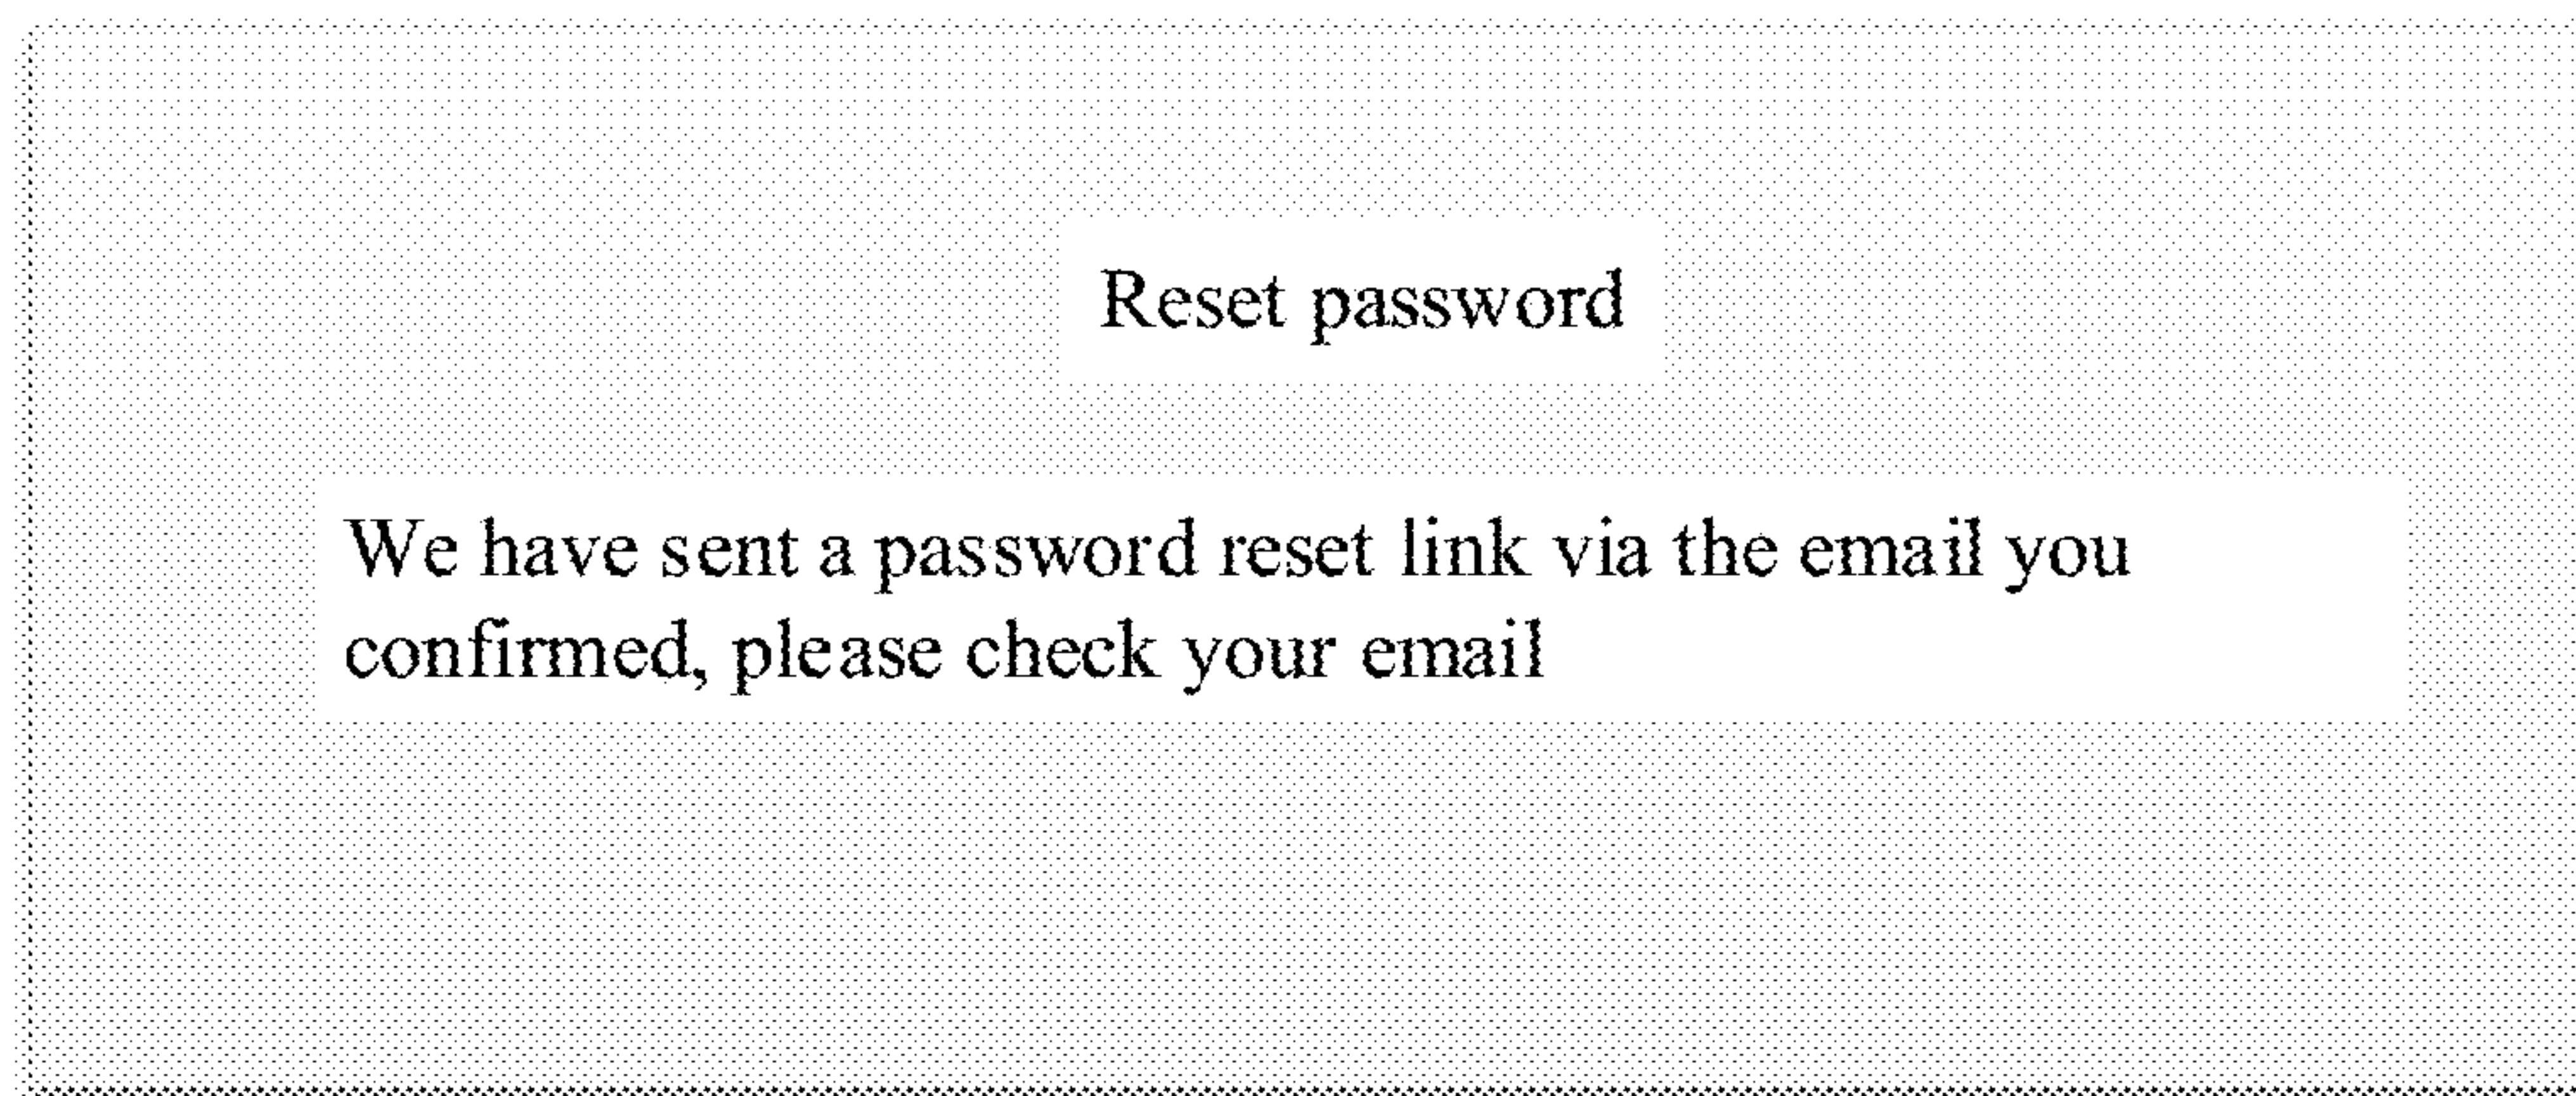 Reset password
We have sent a password reset link via the email you
confirmed, please check your email